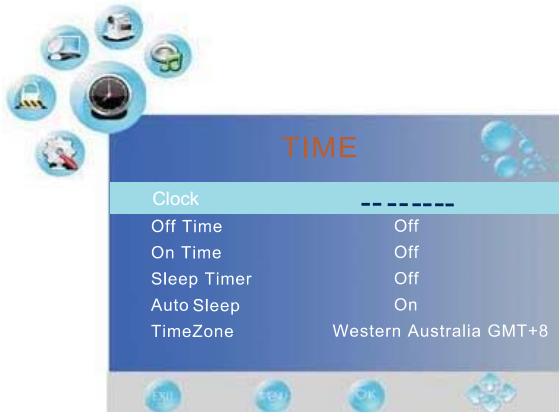 TIME
Clock -- -- -- -- -- --
Off Time Off
On Time Off
Sleep Timer Off
Auto Sleep On
TimeZone Western Australia GMT+8
EXIT MENU OK